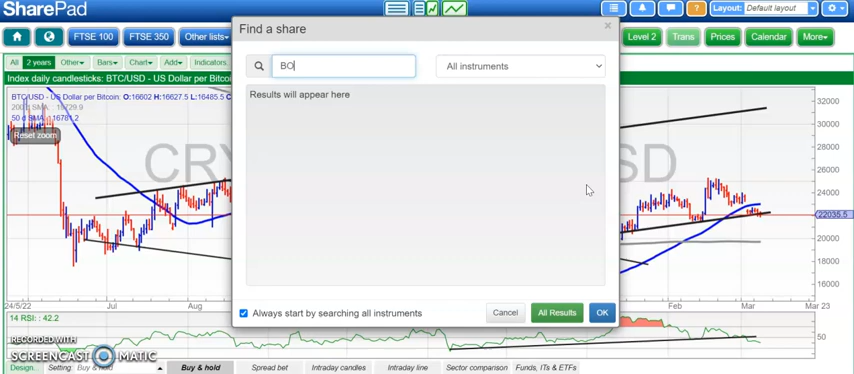 SharePad
FTSE 100
FTSE 350
Other lists
Find a share
×
Layout: Default layout
Level 2
Trans
Prices
Calendar
More
All
2 years
Other
Bars
Chart
Add
Indicators
Index daily candlesticks: BTC/USD - US Dollar per Bitcoin
BTC/USD - US Dollar per Bitcoin O:16602 H:16627.5 L:16485.5
50 d SMA: 16781.2
Reset zoom
BO
All instruments
Results will appear here
32000
28000
24000
22035.5
20000
18000
16000
24/5/22
Jul
Aug
Feb
Mar
Mar 23
Always start by searching all instruments
Cancel
All Results
OK
14 RSI: 42.2
50
RECORDED WITH
SCREENCAST MATIC
Design...
Setting: Buy & hold
Buy & hold
Spread bet
Intraday candles
Intraday line
Sector comparison
Funds, ITs & ETFs